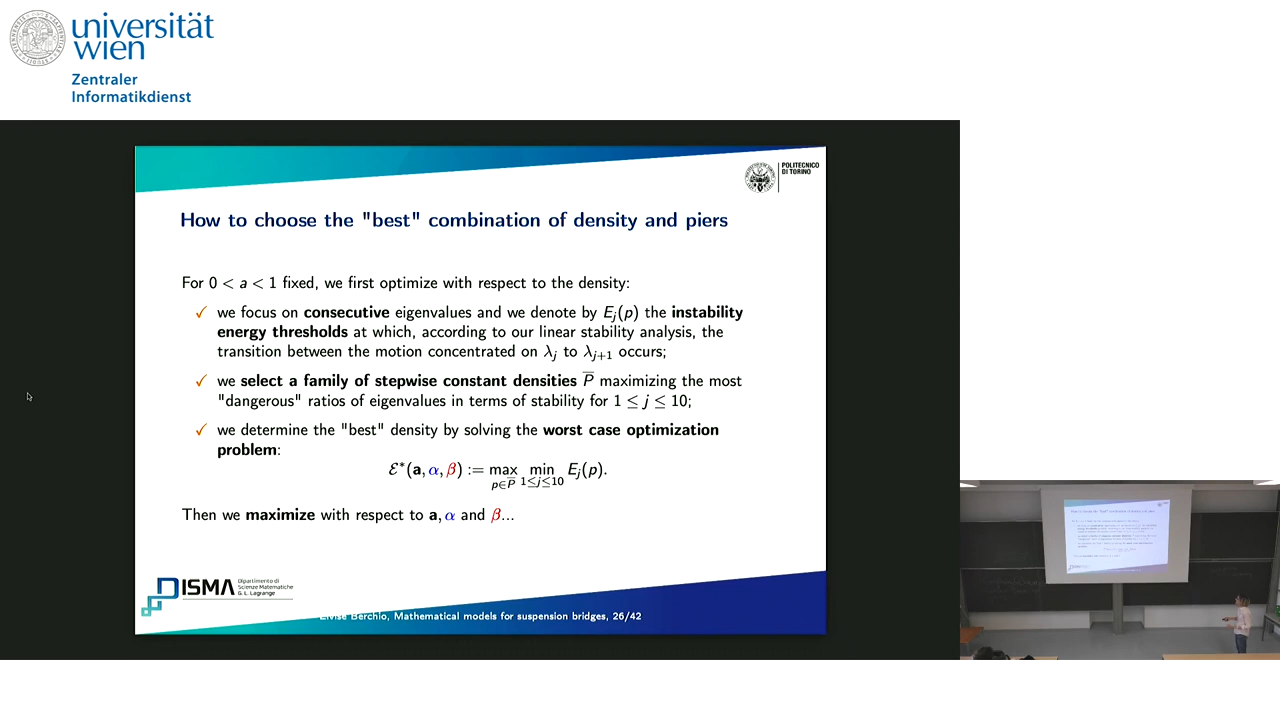 universität
wien
Zentraler
Informatikdienst
POLITECNICO
DI TORINO
How to choose the "best" combination of density and piers
For 0 < a < 1 fixed, we first optimize with respect to the density:
✓ we focus on consecutive eigenvalues and we denote by E_j(p) the instability
energy thresholds at which, according to our linear stability analysis, the
transition between the motion concentrated on λ_j to λ_{j+1} occurs;
✓ we select a family of stepwise constant densities P̅ maximizing the most
"dangerous" ratios of eigenvalues in terms of stability for 1 ≤ j ≤ 10;
✓ we determine the "best" density by solving the worst case optimization
problem:
ℰ*(a, α, β) := max_{p∈P̅} min_{1≤j≤10} E_j(p).
Then we maximize with respect to a, α and β...
DISMA Dipartimento di
Scienze Matematiche
G. L. Lagrange
Elvise Berchio, Mathematical models for suspension bridges, 26/42